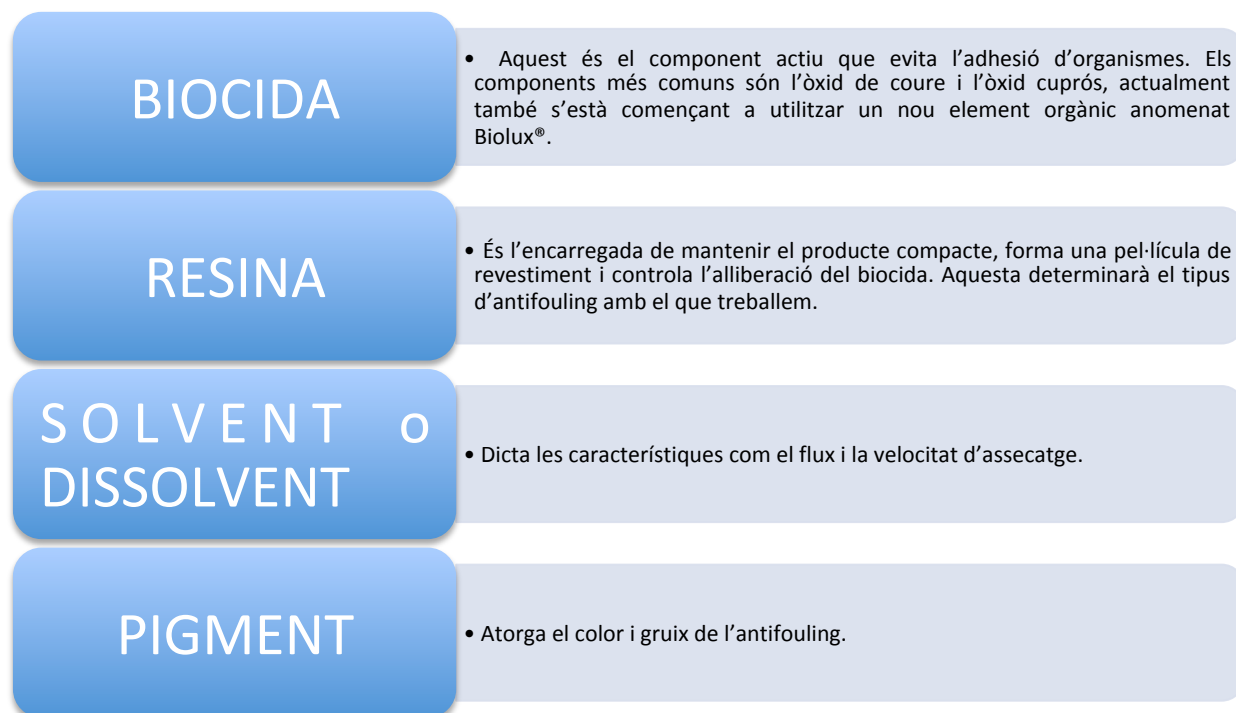 BIOCIDA
• Aquest és el component actiu que evita l’adhesió d’organismes. Els
components més comuns són l’òxid de coure i l’òxid cuprós, actualment
també s’està començant a utilitzar un nou element orgànic anomenat
Biolux®.
RESINA
• És l’encarregada de mantenir el producte compacte, forma una pel·lícula de
revestiment i controla l’alliberació del biocida. Aquesta determinarà el tipus
d’antifouling amb el que treballem.
SOLVENT o
DISSOLVENT
• Dicta les característiques com el flux i la velocitat d’assecatge.
PIGMENT
• Atorga el color i gruix de l’antifouling.